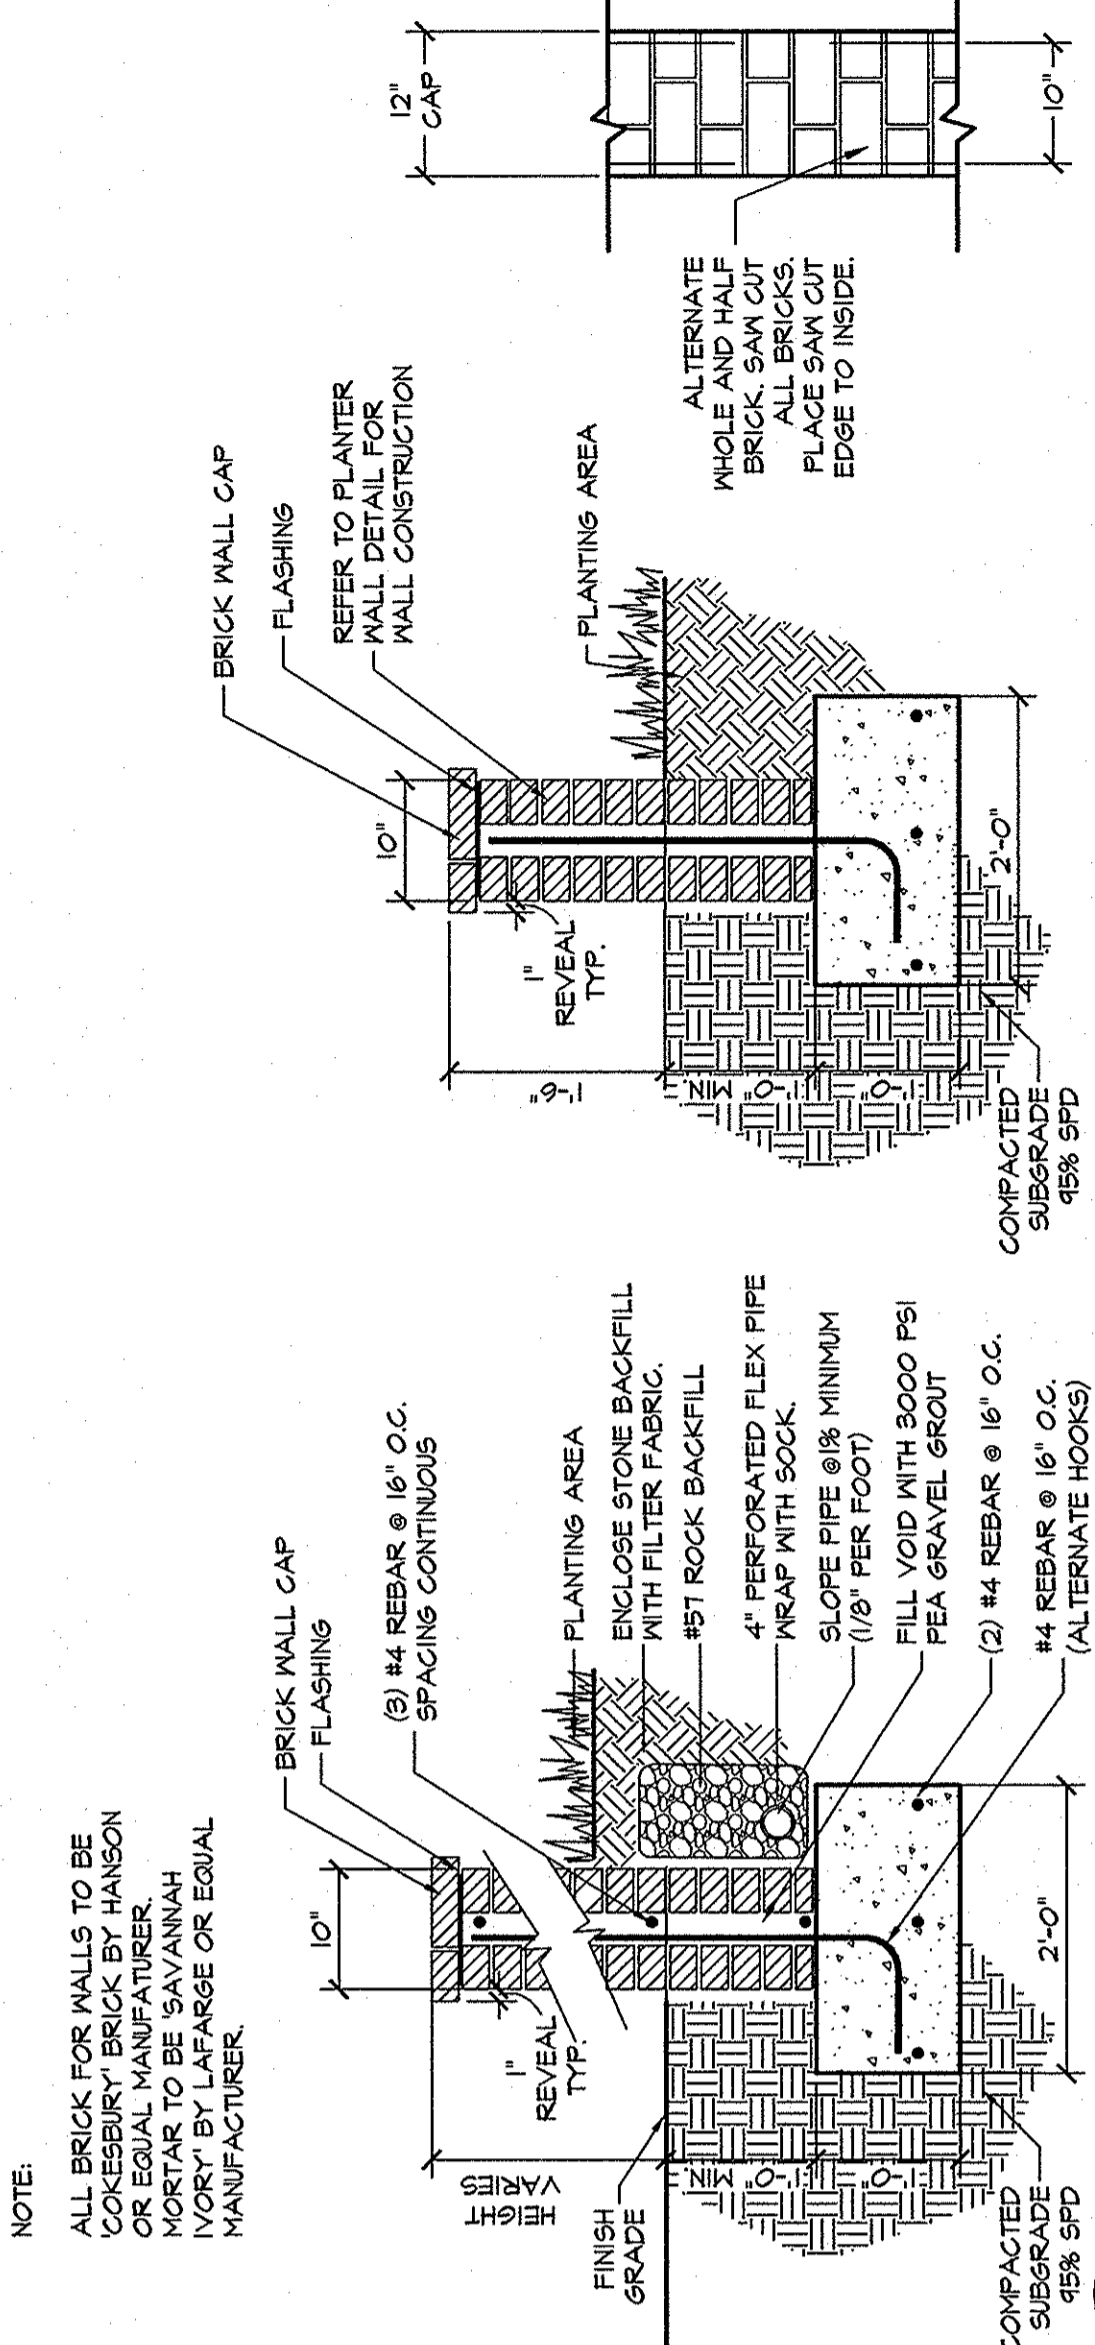 NOTE:
ALL BRICK FOR WALLS TO BE
'COKESBURY' BRICK BY HANSON
OR EQUAL MANUFATURER.
MORTAR TO BE 'SAVANNAH
IVORY' BY LAFARGE OR EQUAL
MANUFACTURER.
BRICK WALL CAP
FLASHING
(3) #4 REBAR @ 16" O.C.
SPACING CONTINUOUS
10"
1"
REVEAL
TYP.
HEIGHT
VARIES
FINISH
GRADE
1'-0" MIN.
1'-0"
COMPACTED
SUBGRADE
95% SPD
2'-0"
PLANTING AREA
ENCLOSE STONE BACKFILL
WITH FILTER FABRIC.
#57 ROCK BACKFILL
4" PERFORATED FLEX PIPE
WRAP WITH SOCK.
SLOPE PIPE @1% MINIMUM
(1/8" PER FOOT)
FILL VOID WITH 3000 PSI
PEA GRAVEL GROUT
(2) #4 REBAR @ 16" O.C.
#4 REBAR @ 16" O.C.
(ALTERNATE HOOKS)
BRICK WALL CAP
FLASHING
REFER TO PLANTER
WALL DETAIL FOR
WALL CONSTRUCTION
10"
1"
REVEAL
TYP.
1'-6"
1'-0" MIN.
1'-0"
PLANTING AREA
COMPACTED
SUBGRADE
95% SPD
2'-0"
12"
CAP
ALTERNATE
WHOLE AND HALF
BRICK. SAW CUT
ALL BRICKS.
PLACE SAW CUT
EDGE TO INSIDE.
10"